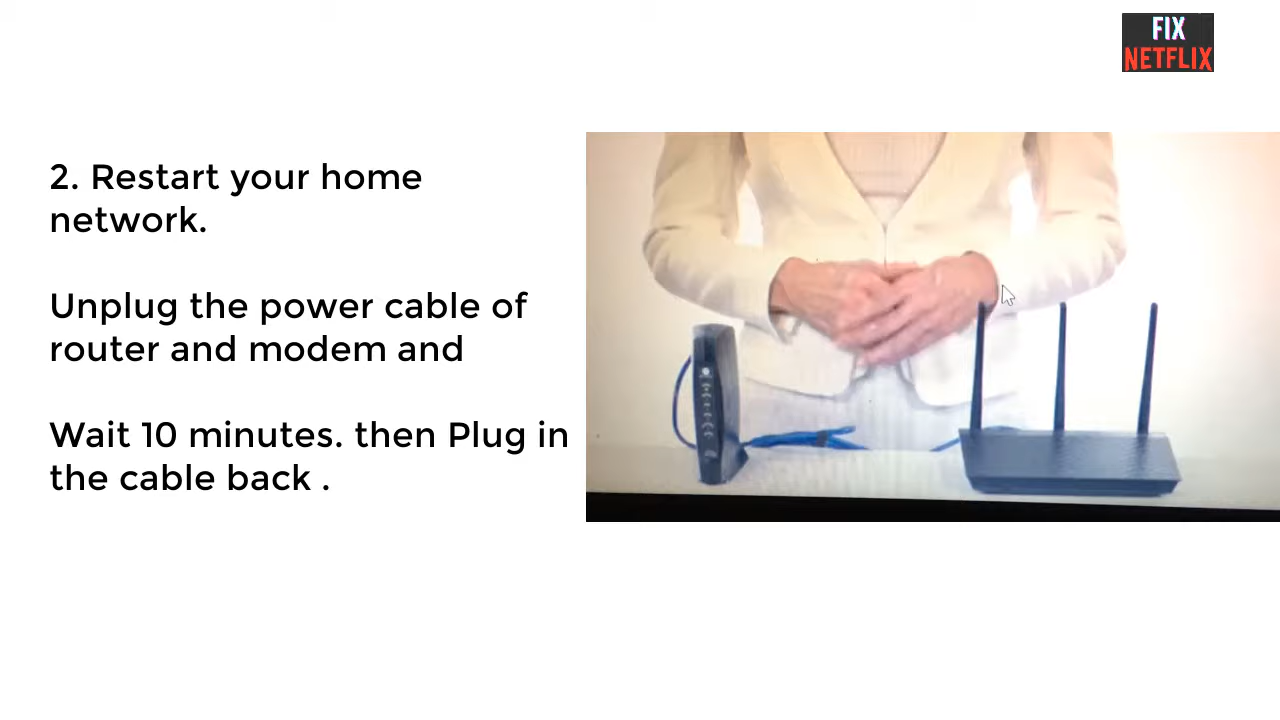 FIX
NETFLIX
2. Restart your home
network.
Unplug the power cable of
router and modem and
Wait 10 minutes. then Plug in
the cable back .